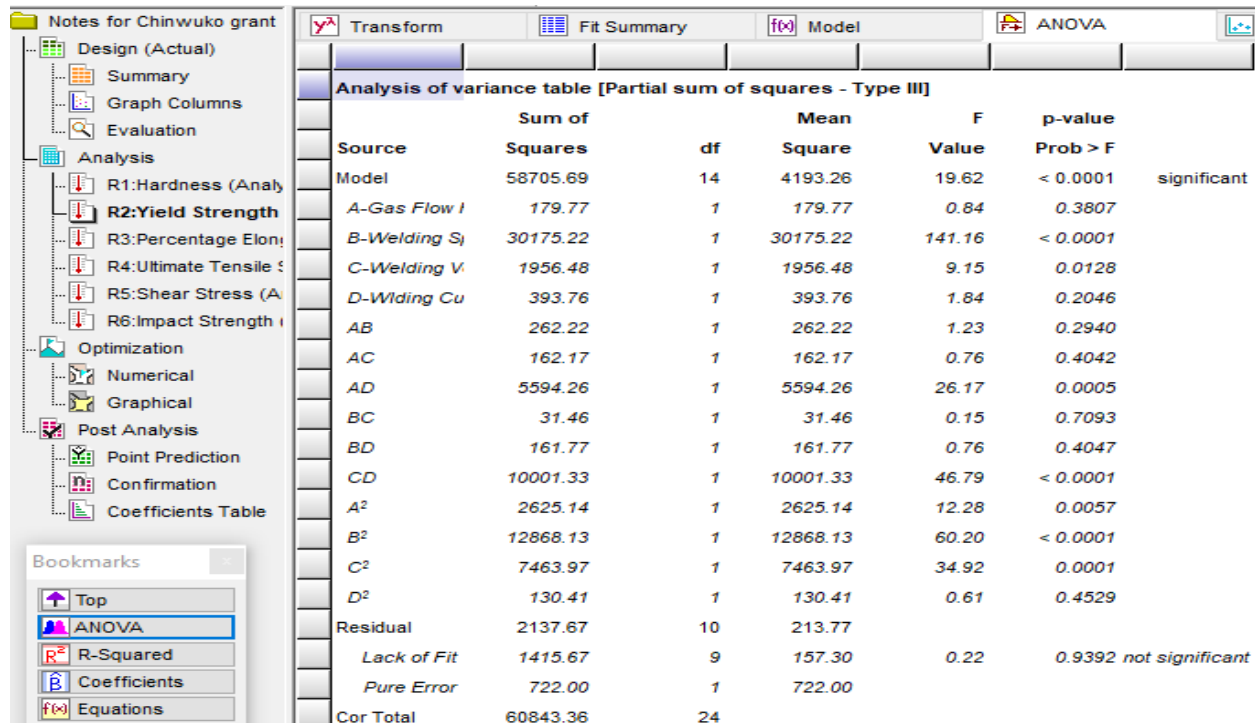 Notes for Chinwuko grant
Design (Actual)
Summary
Graph Columns
Evaluation
Analysis
R1:Hardness (Analy
R2:Yield Strength
R3:Percentage Elong
R4:Ultimate Tensile S
R5:Shear Stress (A
R6:Impact Strength (
Optimization
Numerical
Graphical
Post Analysis
Point Prediction
Confirmation
Coefficients Table
Bookmarks
Top
ANOVA
R² R-Squared
β̂ Coefficients
f(x) Equations
yλ Transform Fit Summary f(x) Model ANOVA
Analysis of variance table [Partial sum of squares - Type III]
Sum of Mean F p-value
Source Squares df Square Value Prob > F
Model 58705.69 14 4193.26 19.62 < 0.0001 significant
A-Gas Flow 179.77 1 179.77 0.84 0.3807
B-Welding Sp 30175.22 1 30175.22 141.16 < 0.0001
C-Welding V 1956.48 1 1956.48 9.15 0.0128
D-Wlding Cu 393.76 1 393.76 1.84 0.2046
AB 262.22 1 262.22 1.23 0.2940
AC 162.17 1 162.17 0.76 0.4042
AD 5594.26 1 5594.26 26.17 0.0005
BC 31.46 1 31.46 0.15 0.7093
BD 161.77 1 161.77 0.76 0.4047
CD 10001.33 1 10001.33 46.79 < 0.0001
A² 2625.14 1 2625.14 12.28 0.0057
B² 12868.13 1 12868.13 60.20 < 0.0001
C² 7463.97 1 7463.97 34.92 0.0001
D² 130.41 1 130.41 0.61 0.4529
Residual 2137.67 10 213.77
Lack of Fit 1415.67 9 157.30 0.22 0.9392 not significant
Pure Error 722.00 1 722.00
Cor Total 60843.36 24